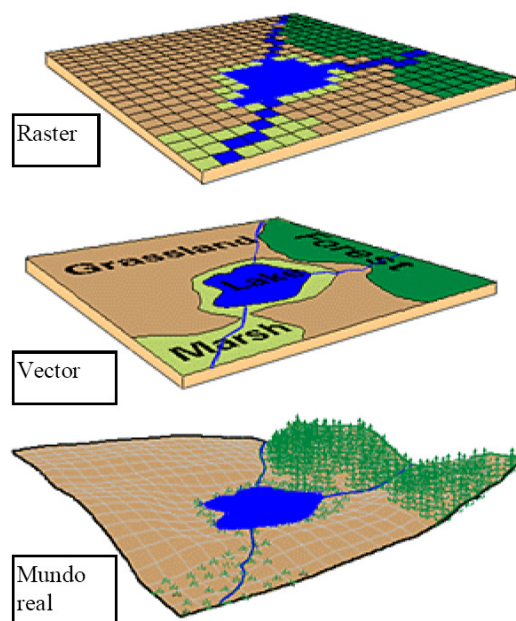 Raster
Grassland
Forest
Lake
Marsh
Vector
Mundo
real